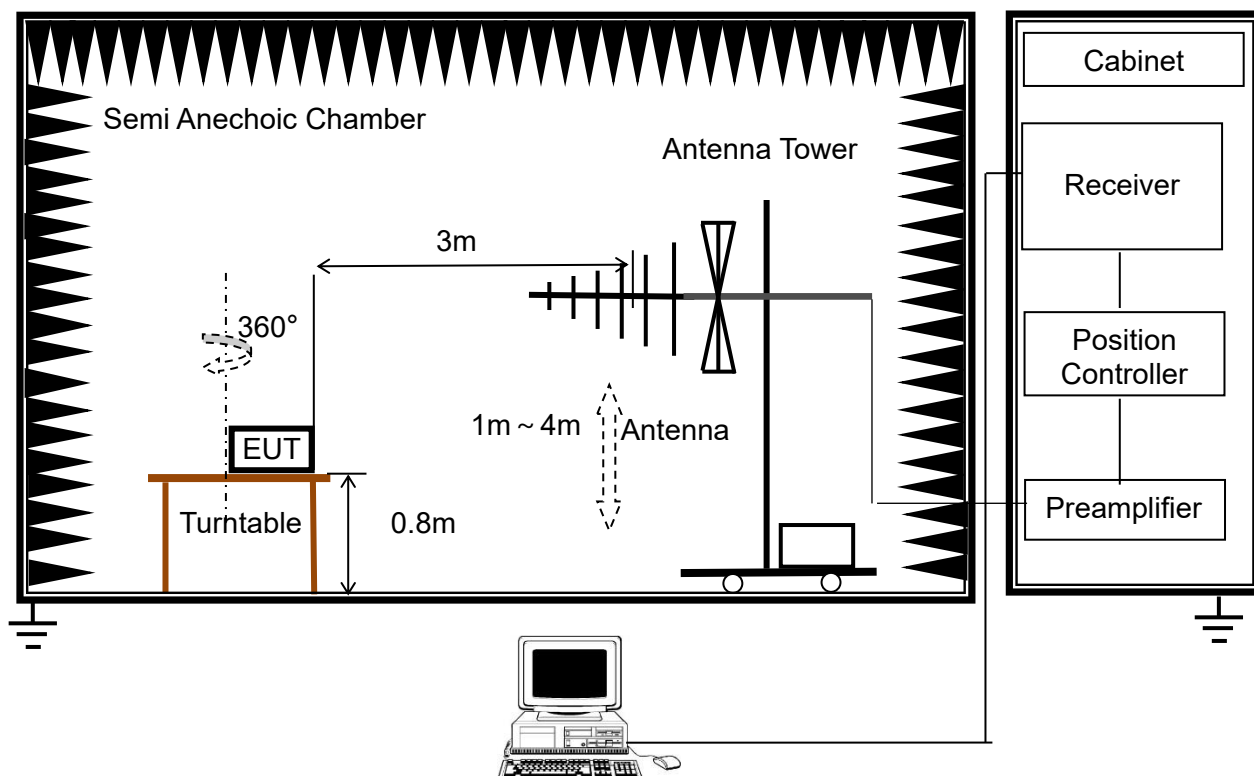 Cabinet
Semi Anechoic Chamber
Antenna Tower
Receiver
3m
360°
Position
Controller
1m ~ 4m
Antenna
EUT
Turntable
0.8m
Preamplifier